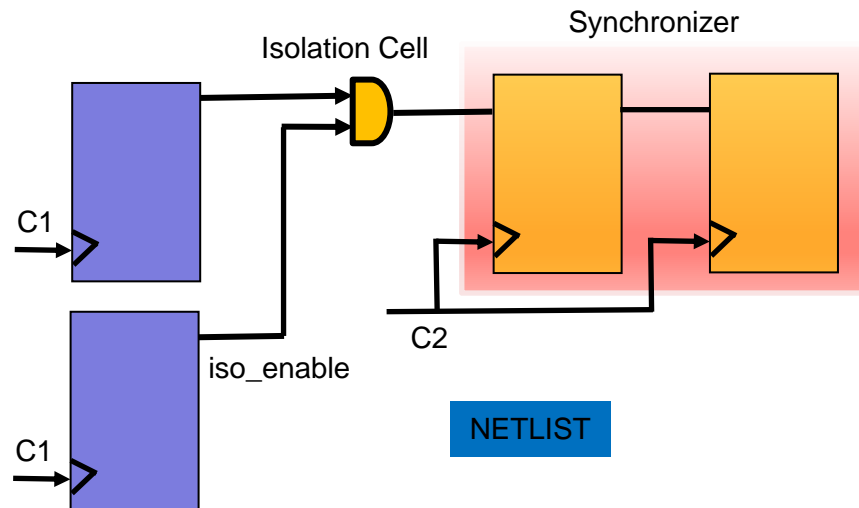 Synchronizer
Isolation Cell
C1
C2
iso_enable
NETLIST
C1